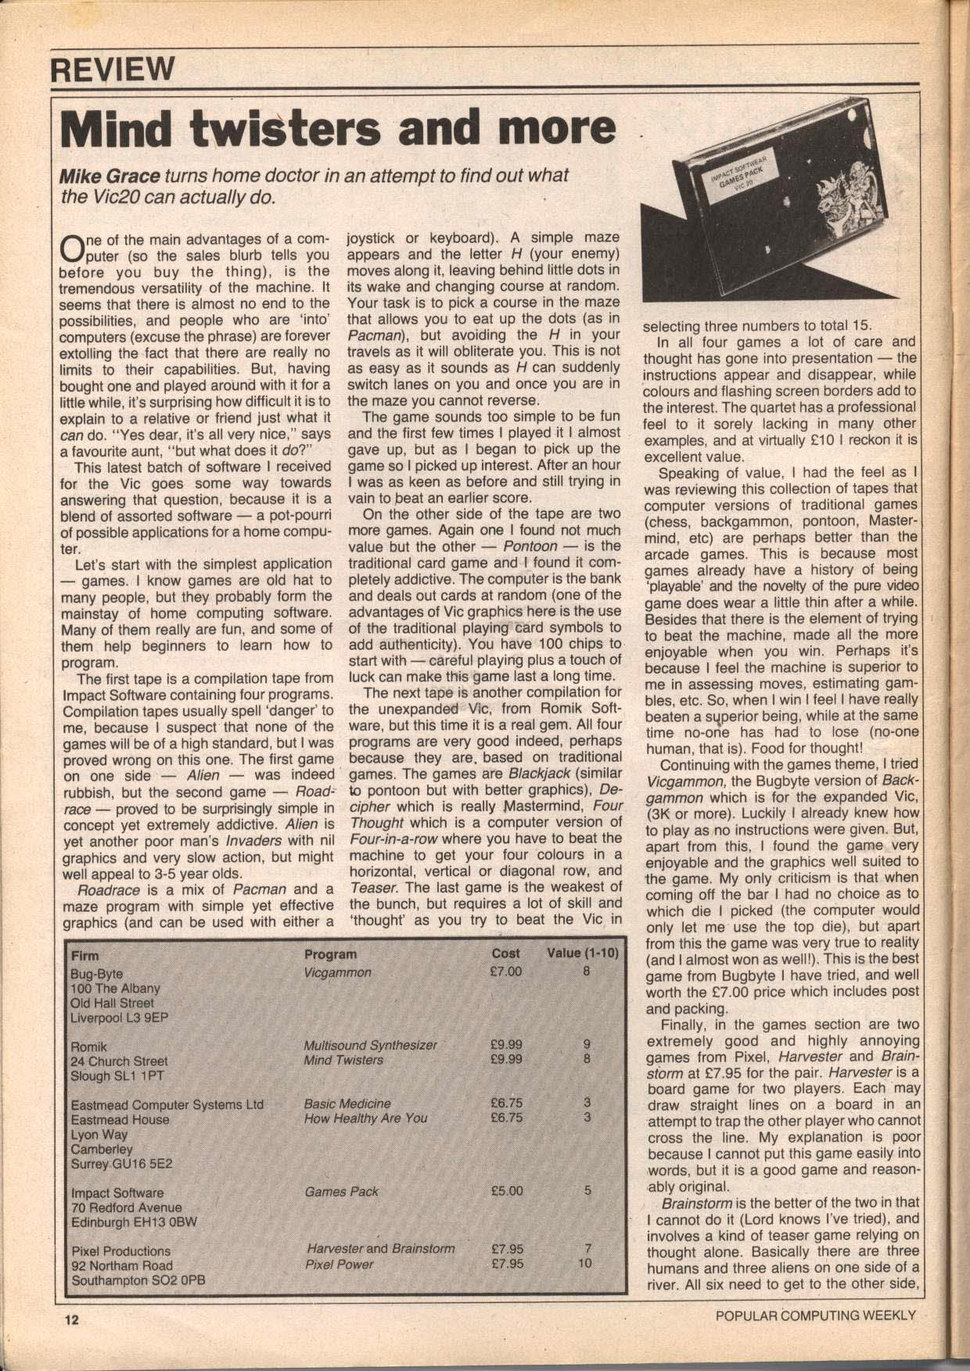 REVIEW
Mind twisters and more
Mike Grace turns home doctor in an attempt to find out what
the Vic20 can actually do.
One of the main advantages of a com-
puter (so the sales blurb tells you
before you buy the thing), is the
tremendous versatility of the machine. It
seems that there is almost no end to the
possibilities, and people who are 'into'
computers (excuse the phrase) are forever
extolling the fact that there are really no
limits to their capabilities. But, having
bought one and played around with it for a
little while, it's surprising how difficult it is to
explain to a relative or friend just what it
can do. "Yes dear, it's all very nice," says
a favourite aunt, "but what does it do?"
This latest batch of software I received
for the Vic goes some way towards
answering that question, because it is a
blend of assorted software — a pot-pourri
of possible applications for a home compu-
ter.
Let's start with the simplest application
— games. I know games are old hat to
many people, but they probably form the
mainstay of home computing software.
Many of them really are fun, and some of
them help beginners to learn how to
program.
The first tape is a compilation tape from
Impact Software containing four programs.
Compilation tapes usually spell 'danger' to
me, because I suspect that none of the
games will be of a high standard, but I was
proved wrong on this one. The first game
on one side — Alien — was indeed
rubbish, but the second game — Road-
race — proved to be surprisingly simple in
concept yet extremely addictive. Alien is
yet another poor man's Invaders with nil
graphics and very slow action, but might
well appeal to 3-5 year olds.
Roadrace is a mix of Pacman and a
maze program with simple yet effective
graphics (and can be used with either a
joystick or keyboard). A simple maze
appears and the letter H (your enemy)
moves along it, leaving behind little dots in
its wake and changing course at random.
Your task is to pick a course in the maze
that allows you to eat up the dots (as in
Pacman), but avoiding the H in your
travels as it will obliterate you. This is not
as easy as it sounds as H can suddenly
switch lanes on you and once you are in
the maze you cannot reverse.
The game sounds too simple to be fun
and the first few times I played it I almost
gave up, but as I began to pick up the
game so I picked up interest. After an hour
I was as keen as before and still trying in
vain to beat an earlier score.
On the other side of the tape are two
more games. Again one I found not much
value but the other — Pontoon — is the
traditional card game and I found it com-
pletely addictive. The computer is the bank
and deals out cards at random (one of the
advantages of Vic graphics here is the use
of the traditional playing card symbols to
add authenticity). You have 100 chips to
start with — careful playing plus a touch of
luck can make this game last a long time.
The next tape is another compilation for
the unexpanded Vic, from Romik Soft-
ware, but this time it is a real gem. All four
programs are very good indeed, perhaps
because they are based on traditional
games. The games are Blackjack (similar
to pontoon but with better graphics), De-
cipher which is really Mastermind, Four
Thought which is a computer version of
Four-in-a-row where you have to beat the
machine to get your four colours in a
horizontal, vertical or diagonal row, and
Teaser. The last game is the weakest of
the bunch, but requires a lot of skill and
'thought' as you try to beat the Vic in
IMPACT SOFTWEAR
GAMES PACK
VIC 20
selecting three numbers to total 15.
In all four games a lot of care and
thought has gone into presentation — the
instructions appear and disappear, while
colours and flashing screen borders add to
the interest. The quartet has a professional
feel to it sorely lacking in many other
examples, and at virtually £10 I reckon it is
excellent value.
Speaking of value, I had the feel as I
was reviewing this collection of tapes that
computer versions of traditional games
(chess, backgammon, pontoon, Master-
mind, etc) are perhaps better than the
arcade games. This is because most
games already have a history of being
'playable' and the novelty of the pure video
game does wear a little thin after a while.
Besides that there is the element of trying
to beat the machine, made all the more
enjoyable when you win. Perhaps it's
because I feel the machine is superior to
me in assessing moves, estimating gam-
bles, etc. So, when I win I feel I have really
beaten a superior being, while at the same
time no-one has had to lose (no-one
human, that is). Food for thought!
Continuing with the games theme, I tried
Vicgammon, the Bugbyte version of Back-
gammon which is for the expanded Vic,
(3K or more). Luckily I already knew how
to play as no instructions were given. But,
apart from this, I found the game very
enjoyable and the graphics well suited to
the game. My only criticism is that when
coming off the bar I had no choice as to
which die I picked (the computer would
only let me use the top die), but apart
from this the game was very true to reality
(and I almost won as well!). This is the best
game from Bugbyte I have tried, and well
worth the £7.00 price which includes post
and packing.
Finally, in the games section are two
extremely good and highly annoying
games from Pixel, Harvester and Brain-
storm at £7.95 for the pair. Harvester is a
board game for two players. Each may
draw straight lines on a board in an
attempt to trap the other player who cannot
cross the line. My explanation is poor
because I cannot put this game easily into
words, but it is a good game and reason-
ably original.
Brainstorm is the better of the two in that
I cannot do it (Lord knows I've tried), and
involves a kind of teaser game relying on
thought alone. Basically there are three
humans and three aliens on one side of a
river. All six need to get to the other side,
Firm Program Cost Value (1-10)
Bug-Byte Vicgammon £7.00 8
100 The Albany
Old Hall Street
Liverpool L3 9EP
Romik Multisound Synthesizer £9.99 9
24 Church Street Mind Twisters £9.99 8
Slough SL1 1PT
Eastmead Computer Systems Ltd Basic Medicine £6.75 3
Eastmead House How Healthy Are You £6.75 3
Lyon Way
Camberley
Surrey GU16 5E2
Impact Software Games Pack £5.00 5
70 Redford Avenue
Edinburgh EH13 0BW
Pixel Productions Harvester and Brainstorm £7.95 7
92 Northam Road Pixel Power £7.95 10
Southampton SO2 0PB
12
POPULAR COMPUTING WEEKLY